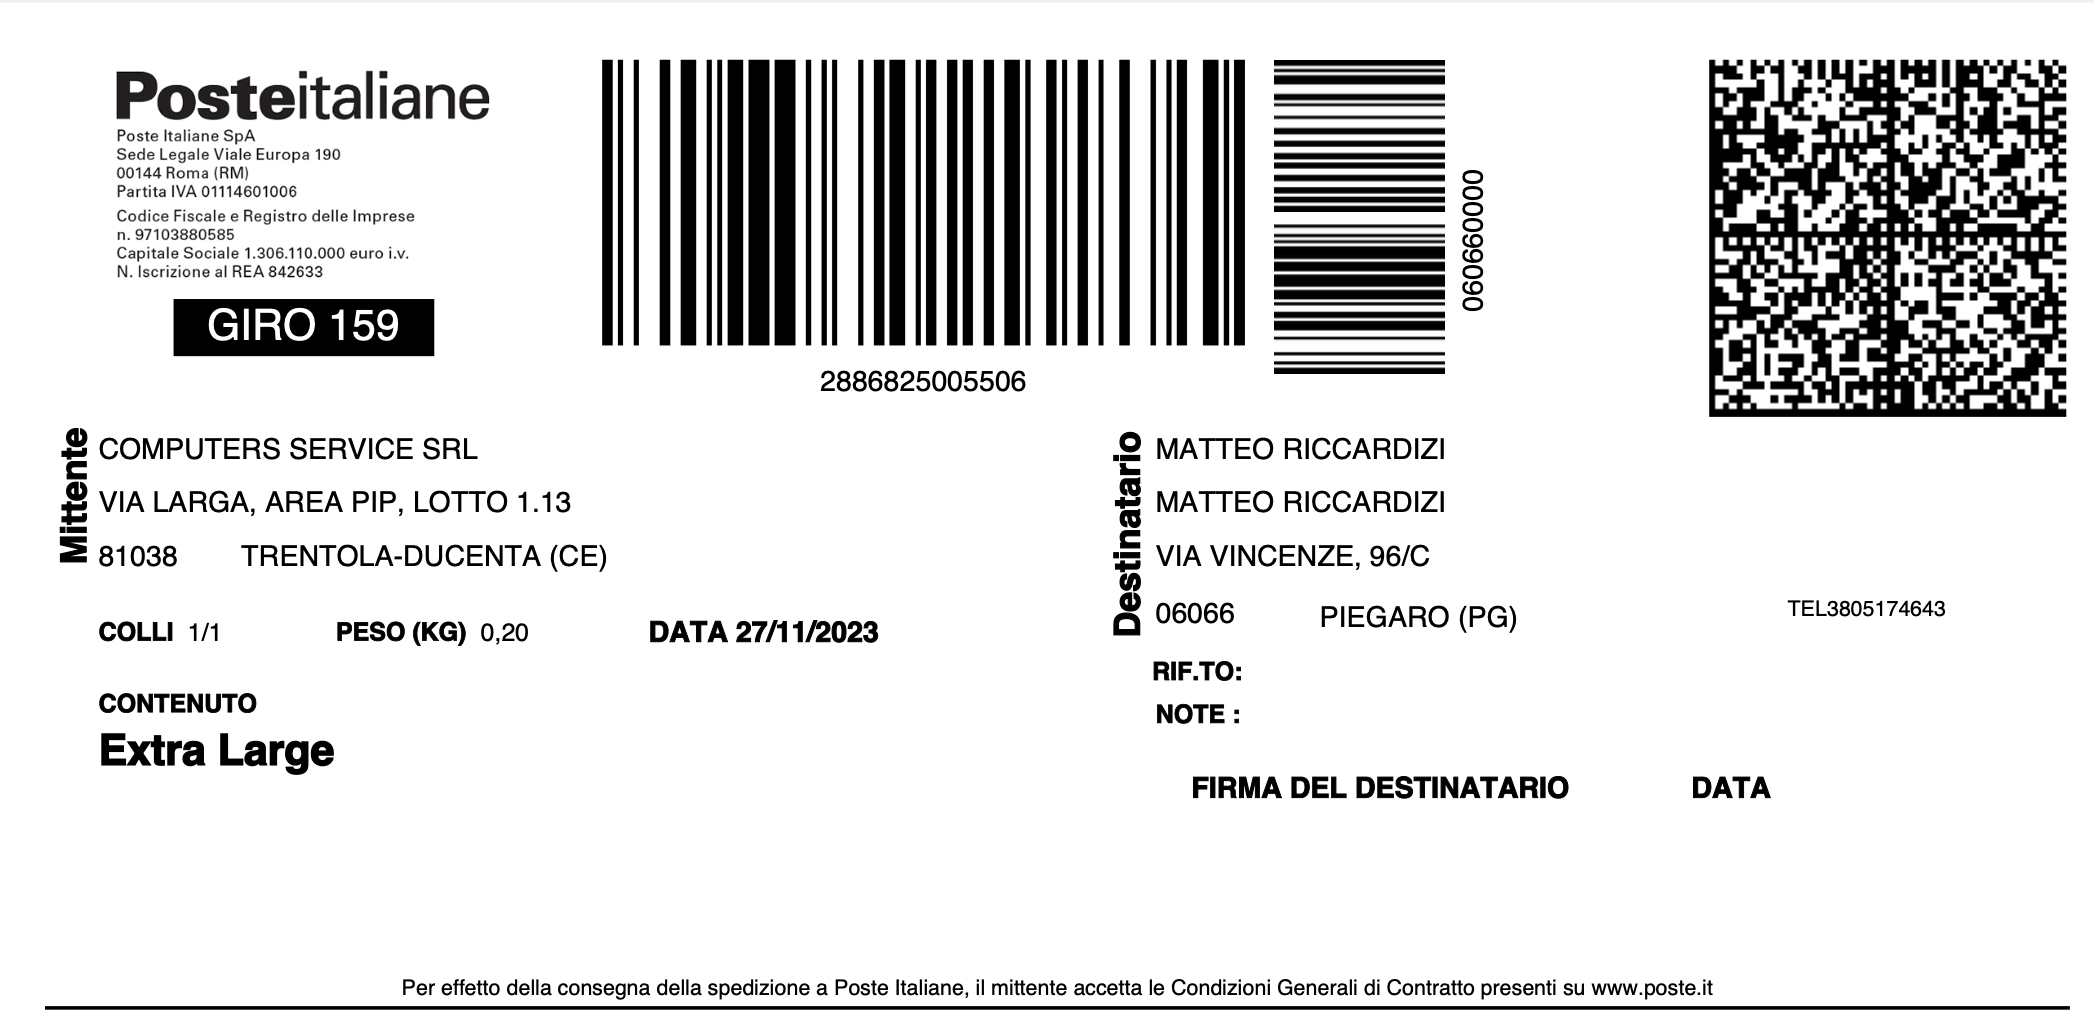 Posteitaliane
Poste Italiane SpA
Sede Legale Viale Europa 190
00144 Roma (RM)
Partita IVA 01114601006
Codice Fiscale e Registro delle Imprese
n. 97103880585
Capitale Sociale 1.306.110.000 euro i.v.
N. Iscrizione al REA 842633
GIRO 159
2886825005506
060660000
Mittente
COMPUTERS SERVICE SRL
VIA LARGA, AREA PIP, LOTTO 1.13
81038 TRENTOLA-DUCENTA (CE)
COLLI 1/1 PESO (KG) 0,20 DATA 27/11/2023
CONTENUTO
Extra Large
Destinatario
MATTEO RICCARDIZI
MATTEO RICCARDIZI
VIA VINCENZE, 96/C
06066 PIEGARO (PG) TEL3805174643
RIF.TO:
NOTE :
FIRMA DEL DESTINATARIO DATA
Per effetto della consegna della spedizione a Poste Italiane, il mittente accetta le Condizioni Generali di Contratto presenti su www.poste.it